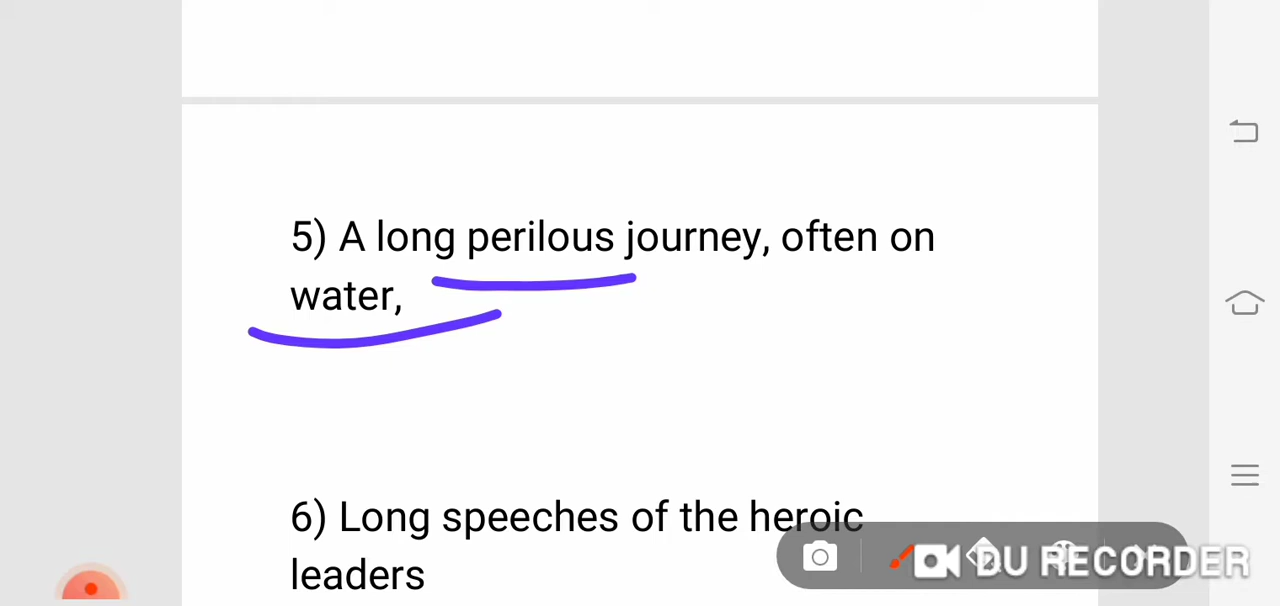 5) A long perilous journey, often on
water,
6) Long speeches of the heroic
leaders
DU RECORDER